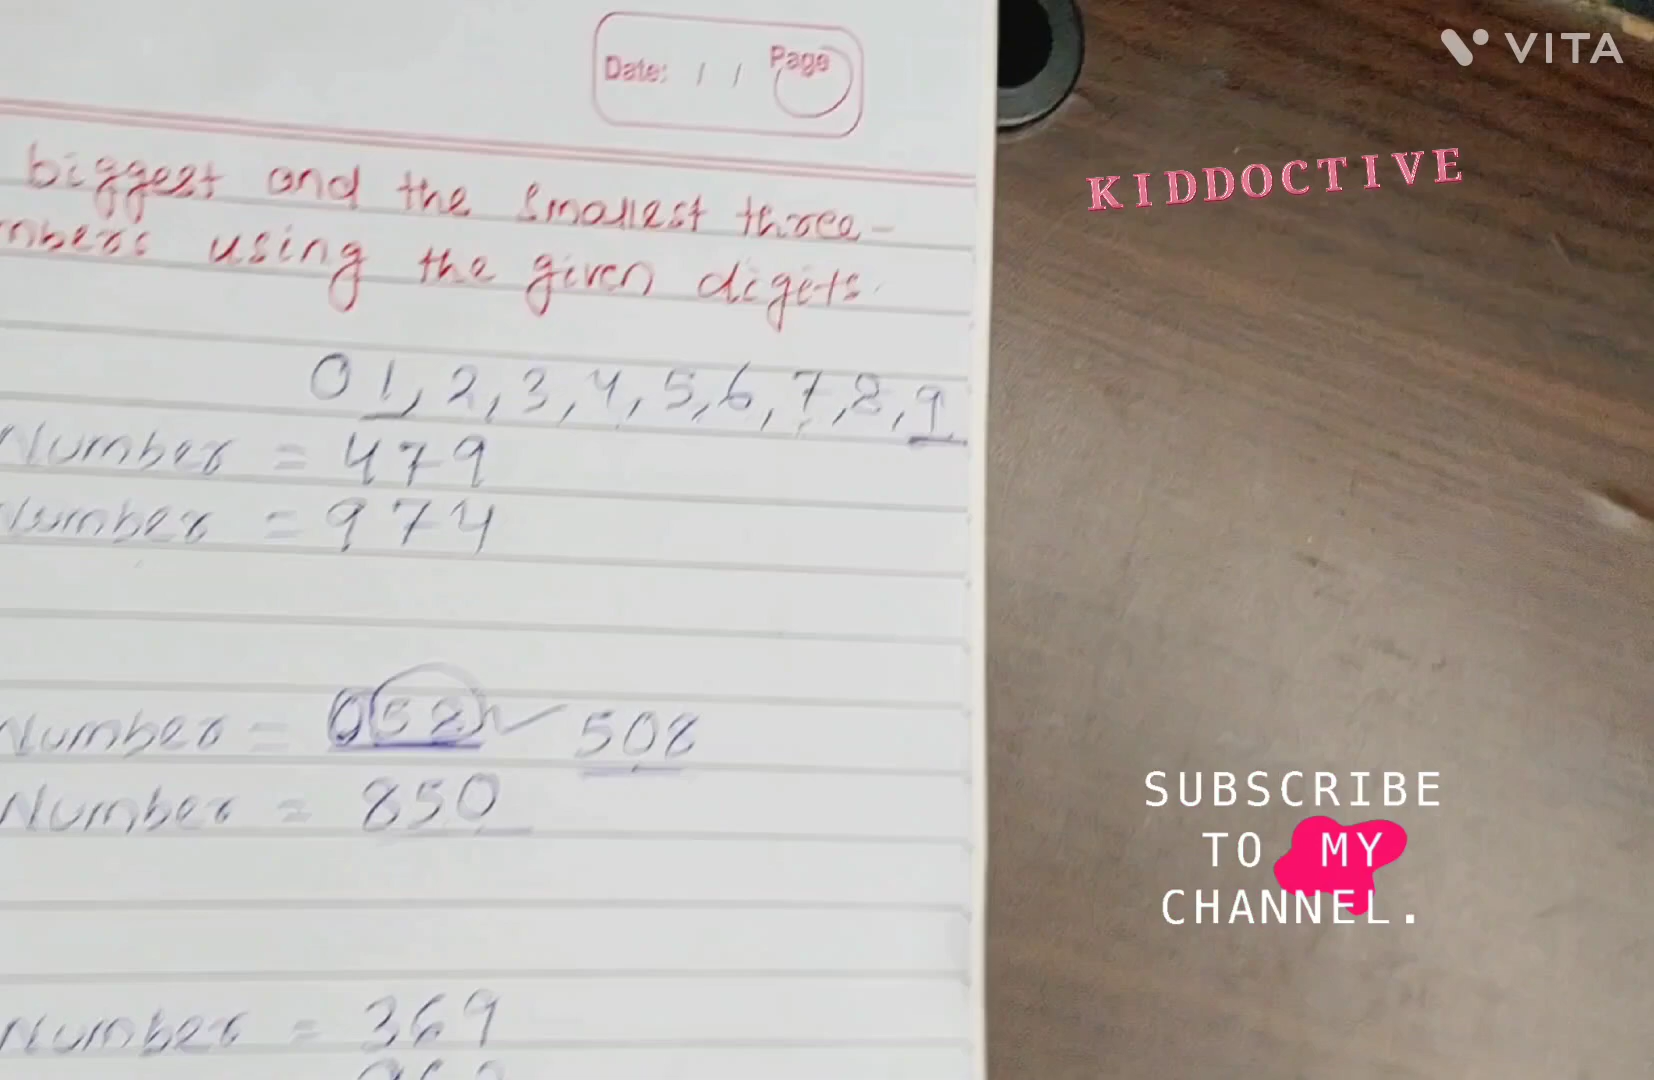 VITA
Date: / / Page
KIDDOCTIVE
biggest and the smallest three-
nbers using the given digits.
0 1, 2, 3, 4, 5, 6, 7, 8, 9
Number = 479
Number = 974
Number = 058 508
Number = 850
SUBSCRIBE
TO MY
CHANNEL.
Number = 369